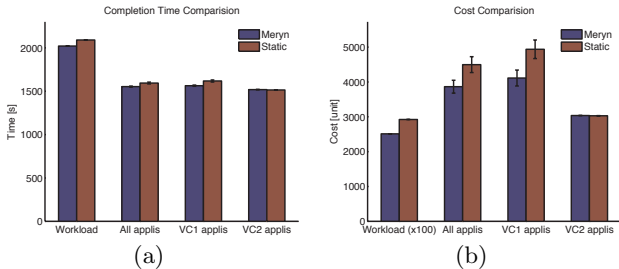 Completion Time Comparision
Meryn
Static
Time [s]
2000
1500
1000
500
0
Workload
All applis
VC1 applis
VC2 applis
(a)
Cost Comparision
Meryn
Static
Cost [unit]
5000
4000
3000
2000
1000
0
Workload (x100)
All applis
VC1 applis
VC2 applis
(b)